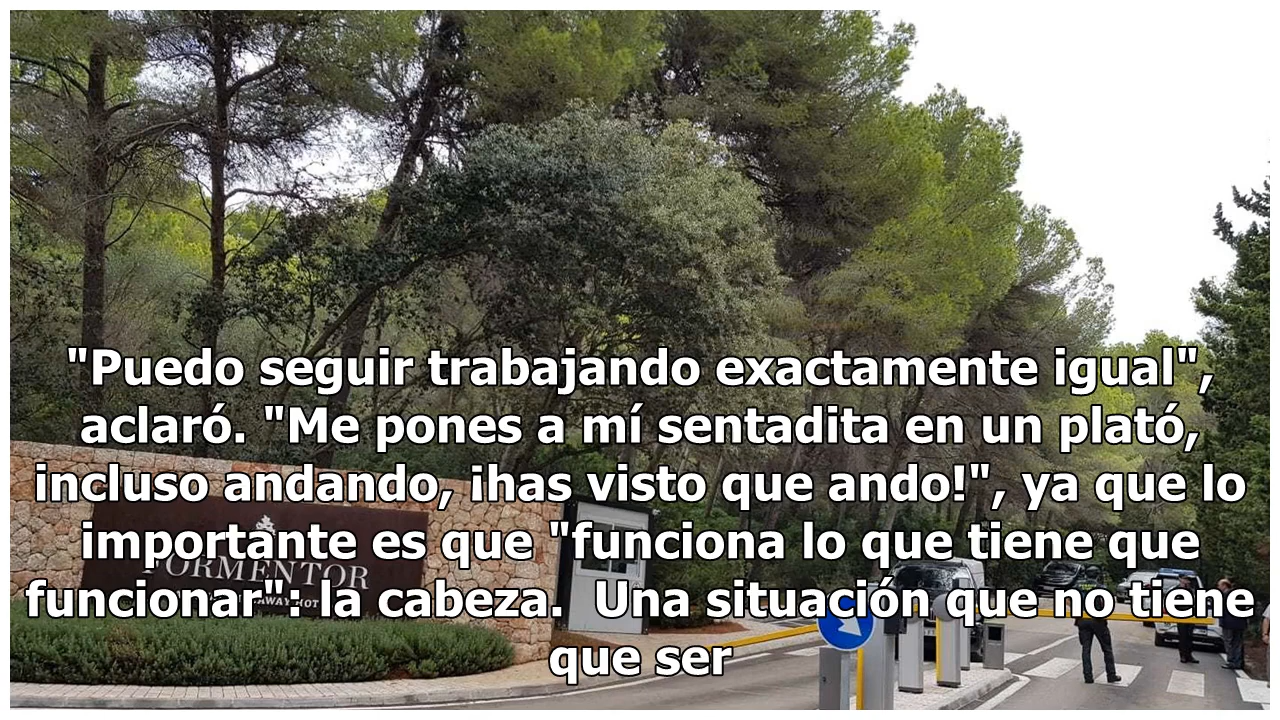 "Puedo seguir trabajando exactamente igual",
aclaró. "Me pones a mí sentadita en un plató,
incluso andando, ¡has visto que ando!", ya que lo
importante es que "funciona lo que tiene que
funcionar": la cabeza.  Una situación que no tiene
que ser
FORMENTOR